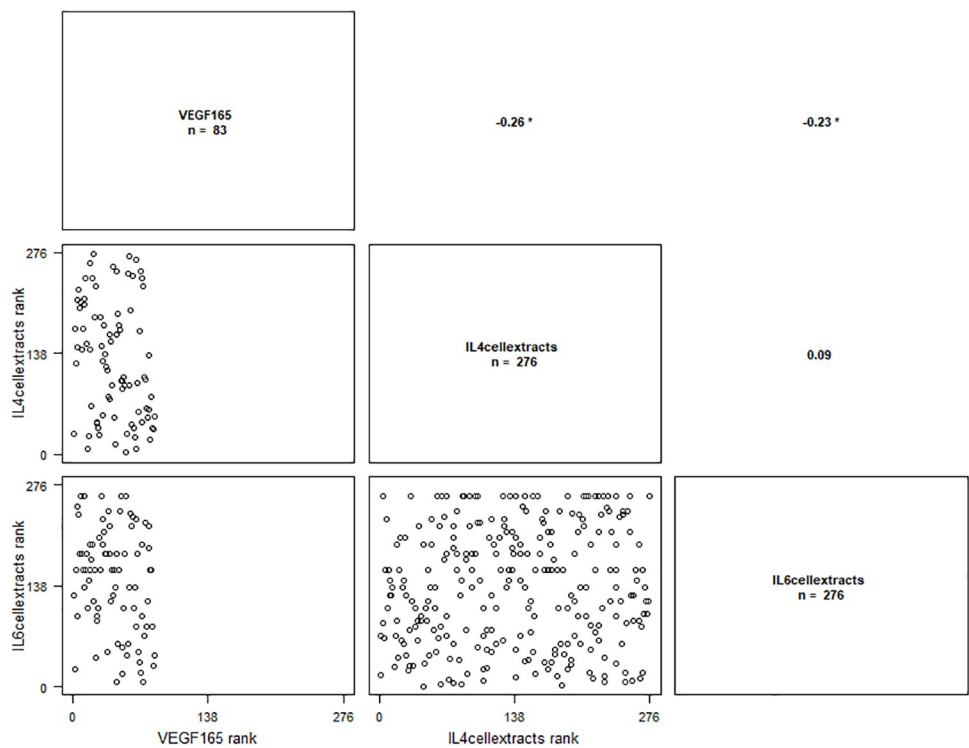 VEGF165
n = 83
-0.26 *
-0.23 *
276
138
0
IL4cellextracts rank
IL4cellextracts
n = 276
0.09
276
138
0
IL6cellextracts rank
IL6cellextracts
n = 276
0
138
276
VEGF165 rank
0
138
276
IL4cellextracts rank